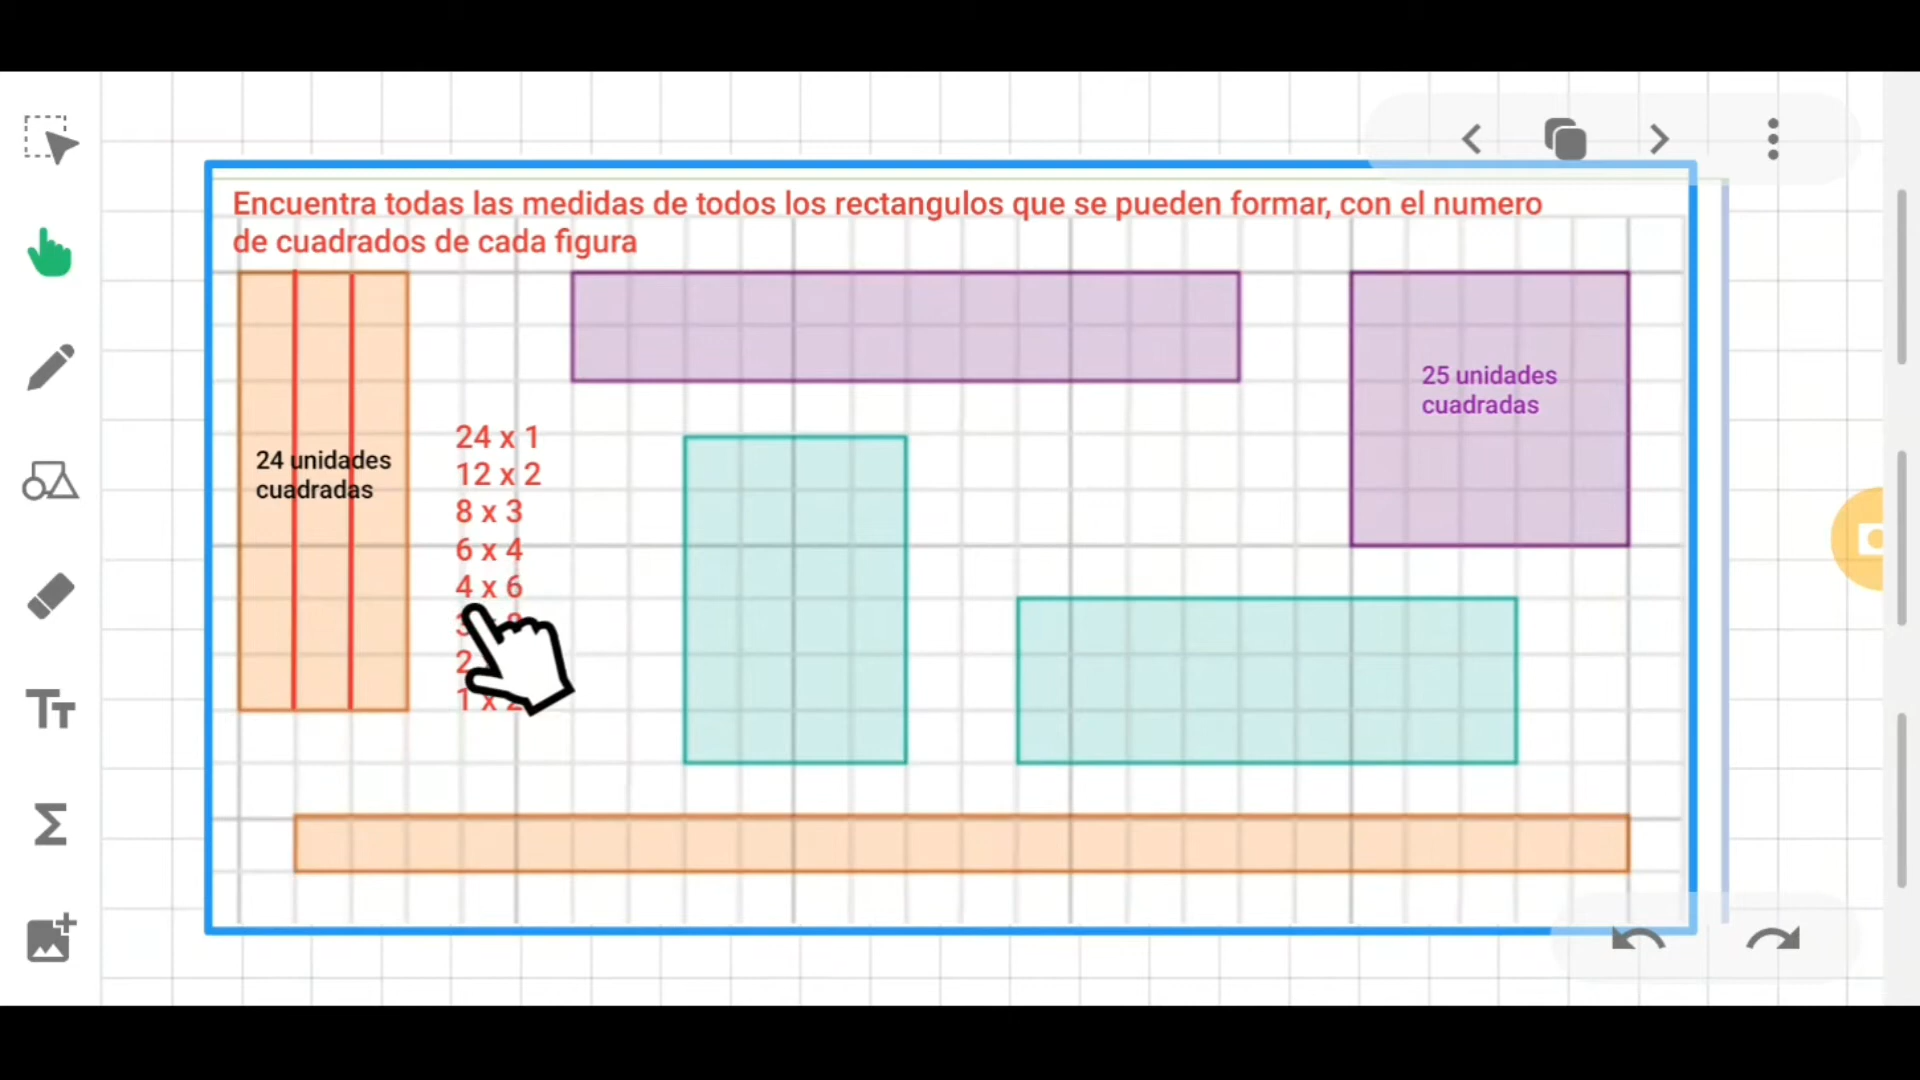 Encuentra todas las medidas de todos los rectangulos que se pueden formar, con el numero
de cuadrados de cada figura
24 unidades
cuadradas
24 x 1
12 x 2
8 x 3
6 x 4
4 x 6
25 unidades
cuadradas
Tт
Σ